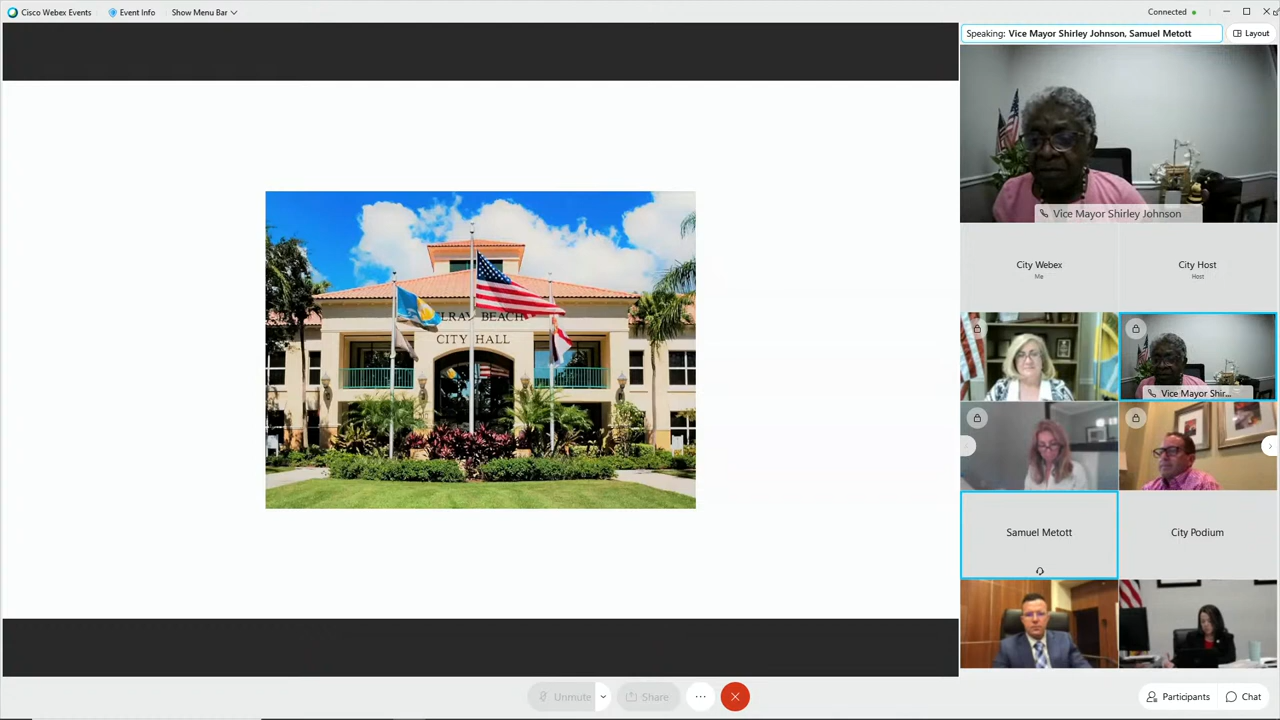 Cisco Webex Events
Event Info
Show Menu Bar
Connected
Speaking: Vice Mayor Shirley Johnson, Samuel Metott
Layout
Vice Mayor Shirley Johnson
City Webex
Me
City Host
Host
ELRAY BEACH
CITY HALL
Vice Mayor Shir...
Samuel Metott
City Podium
Unmute
Share
Participants
Chat